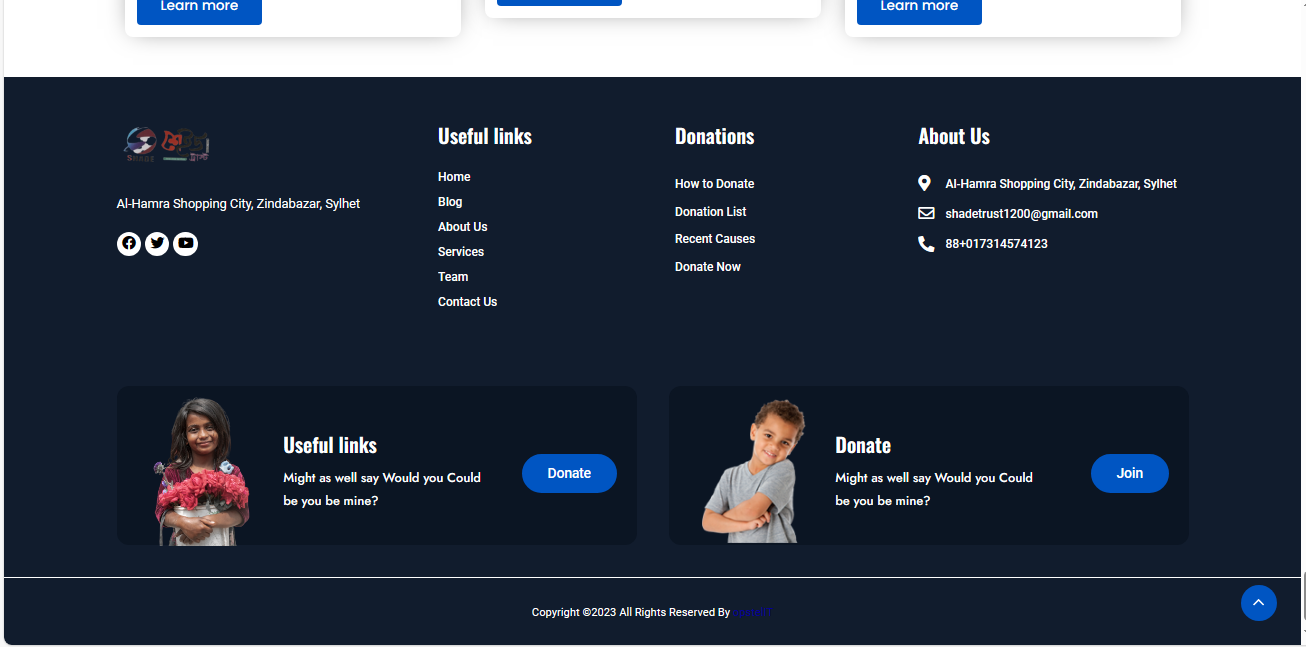 Learn more
Learn more
SHADE
Al-Hamra Shopping City, Zindabazar, Sylhet
Useful links
Home
Blog
About Us
Services
Team
Contact Us
Donations
How to Donate
Donation List
Recent Causes
Donate Now
About Us
Al-Hamra Shopping City, Zindabazar, Sylhet
shadetrust1200@gmail.com
88+017314574123
Useful links
Might as well say Would you Could
be you be mine?
Donate
Donate
Might as well say Would you Could
be you be mine?
Join
Copyright ©2023 All Rights Reserved By